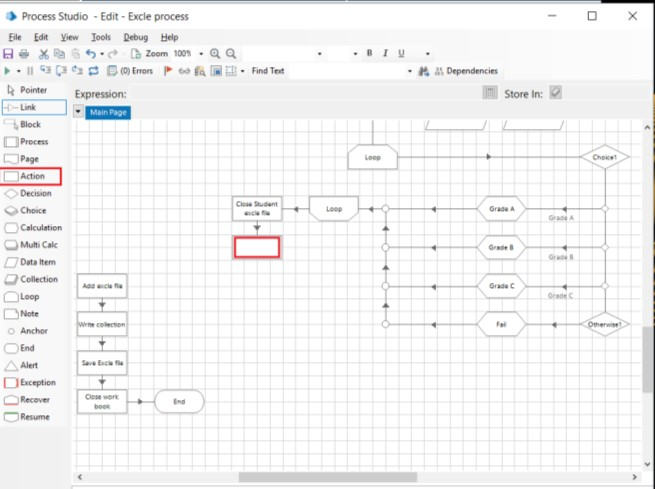 Process Studio - Edit - Excle process
File Edit View Tools Debug Help
Zoom 100% B I U
(0) Errors Find Text Dependencies
Expression: Store In:
Main Page
Pointer
Link
Block
Process
Page
Action
Decision
Choice
Calculation
Multi Calc
Data Item
Collection
Loop
Note
Anchor
End
Alert
Exception
Recover
Resume
Loop
Choice1
Close Student
excle file
Loop
Grade A
Grade A
Grade B
Grade B
Grade C
Grade C
Fail
Otherwise1
Add excle file
Write collection
Save Excle file
Close work
book
End